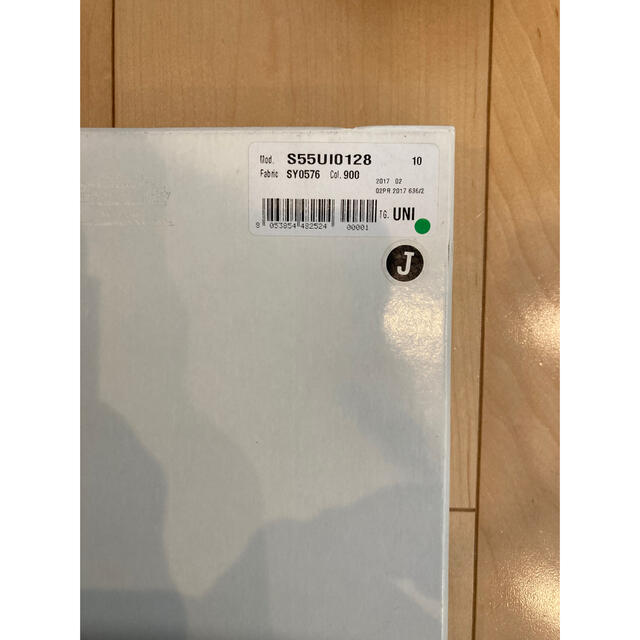 Mod. S55UI0128 10
Fabric SY0576 Col. 900
2017 02
02PR 2017 636/2
TG. UNI
8 053854 482524 00001
J